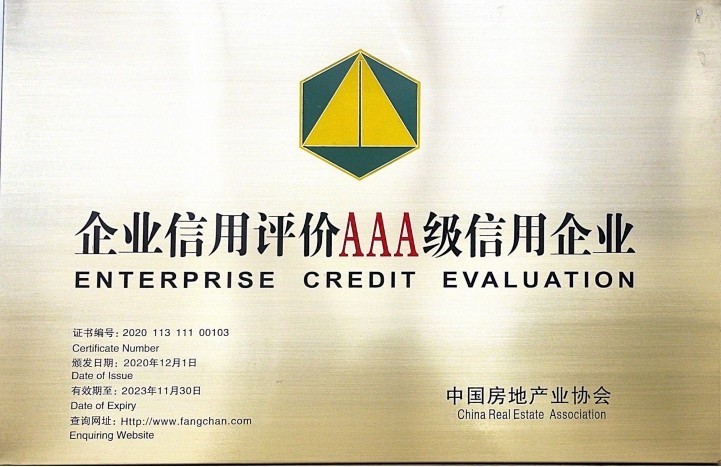 企业信用评价AAA级信用企业
ENTERPRISE CREDIT EVALUATION
证书编号：2020 113 111 00103
Certificate Number
颁发日期：2020年12月1日
Date of Issue
有效期至：2023年11月30日
Date of Expiry
查询网址：Http://www.fangchan.com
Enquiring Website
中国房地产业协会
China Real Estate Association